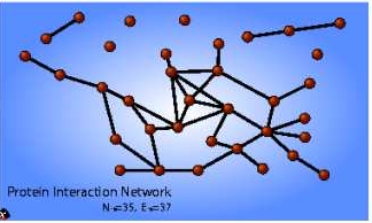 Protein Interaction Network
N=35, E=37